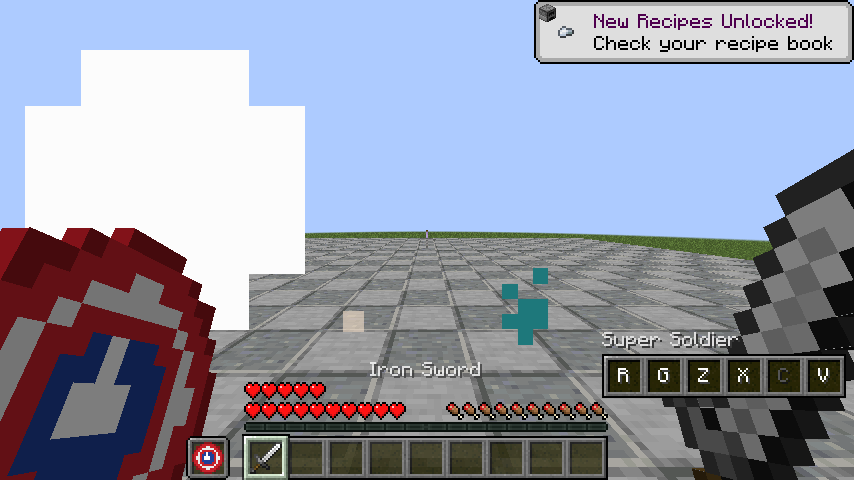 New Recipes Unlocked!
Check your recipe book
Super Soldier
R G Z X C V
Iron Sword